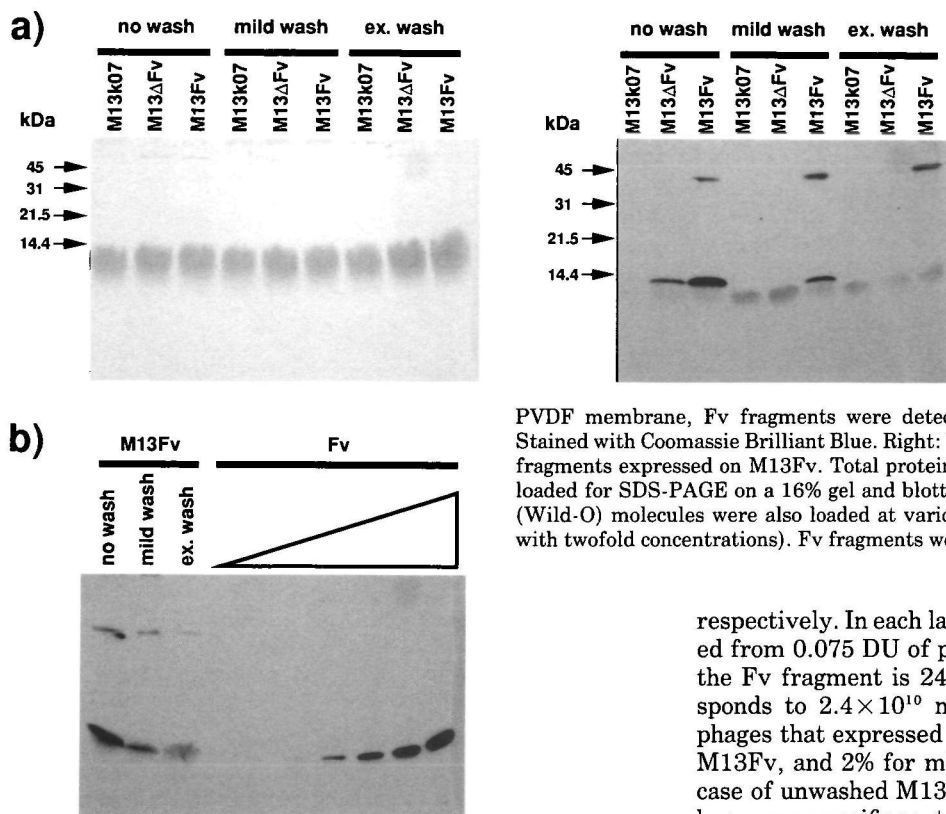 a)
no wash mild wash ex. wash
M13k07 M13ΔFv M13Fv M13k07 M13ΔFv M13Fv M13k07 M13ΔFv M13Fv
kDa
45
31
21.5
14.4
no wash mild wash ex. wash
M13k07 M13ΔFv M13Fv M13k07 M13ΔFv M13Fv M13k07 M13ΔFv M13Fv
kDa
45
31
21.5
14.4
b)
M13Fv Fv
no wash mild wash ex. wash
PVDF membrane, Fv fragments were detec
Stained with Coomassie Brilliant Blue. Right:
fragments expressed on M13Fv. Total protein
loaded for SDS-PAGE on a 16% gel and blott
(Wild-O) molecules were also loaded at vario
with twofold concentrations). Fv fragments we
respectively. In each la
ed from 0.075 DU of p
the Fv fragment is 24
sponds to 2.4×10¹⁰ m
phages that expressed
M13Fv, and 2% for m
case of unwashed M13